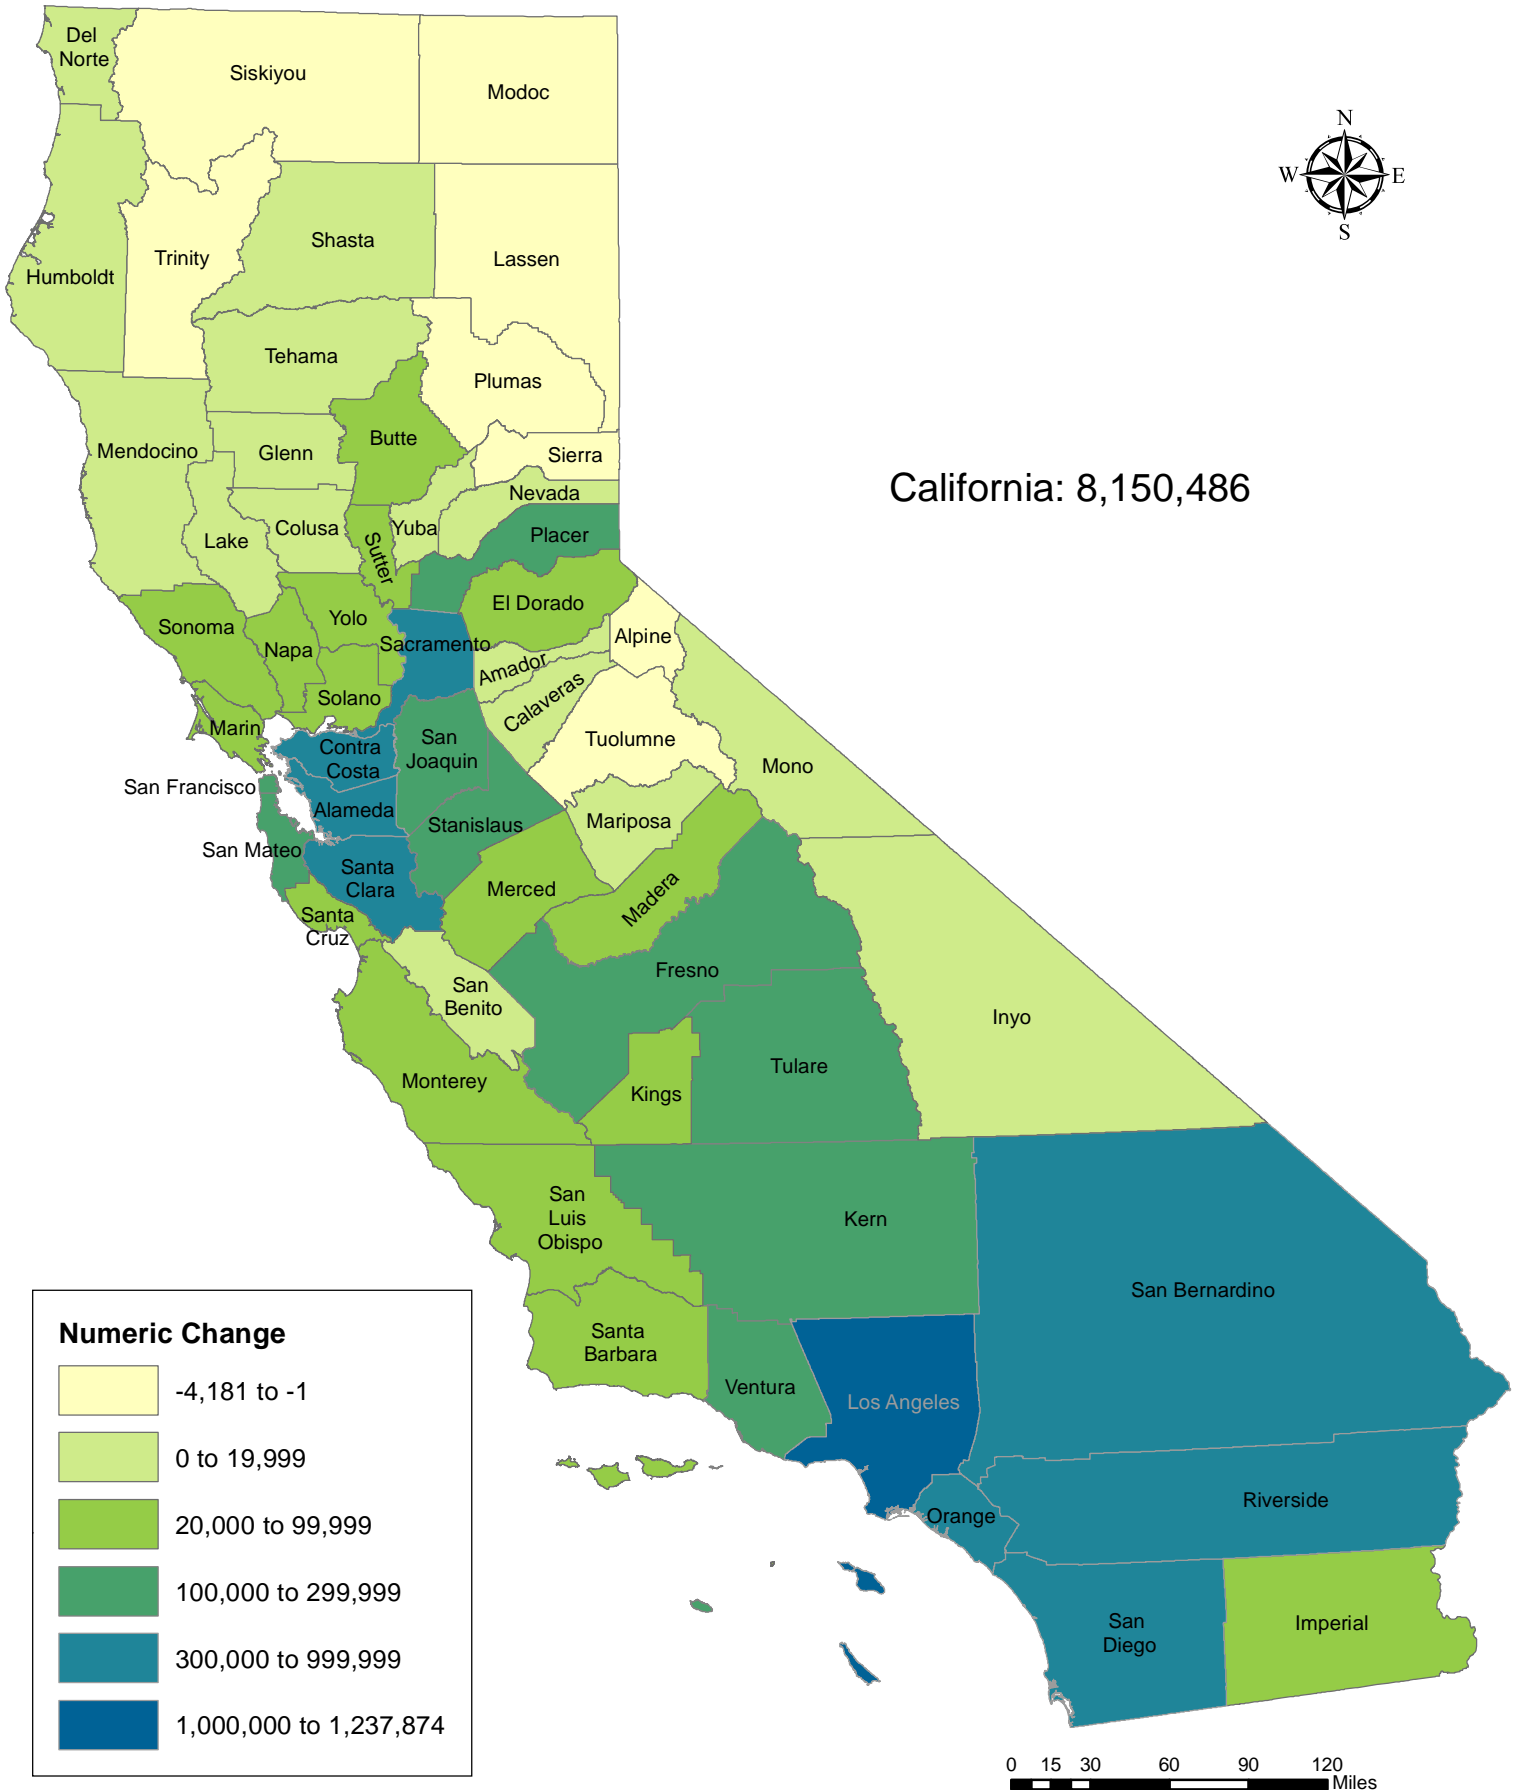 Del
Norte
Siskiyou
Modoc
N
W
E
S
Shasta
Trinity
Lassen
Humboldt
Tehama
Plumas
Butte
Mendocino
Glenn
Sierra
Nevada
California: 8,150,486
Colusa
Yuba
Placer
Lake
Sutter
El Dorado
Yolo
Sonoma
Sacramento
Alpine
Napa
Amador
Solano
Calaveras
Marin
San
Joaquin
Contra
Costa
Tuolumne
Mono
San Francisco
Alameda
Stanislaus
Mariposa
San Mateo
Santa
Clara
Merced
Madera
Santa
Cruz
Fresno
San
Benito
Inyo
Tulare
Monterey
Kings
San
Luis
Obispo
Kern
San Bernardino
Santa
Barbara
Ventura
Los Angeles
Riverside
Orange
San
Diego
Imperial
Numeric Change
-4,181 to -1
0 to 19,999
20,000 to 99,999
100,000 to 299,999
300,000 to 999,999
1,000,000 to 1,237,874
0 15 30 60 90 120
Miles